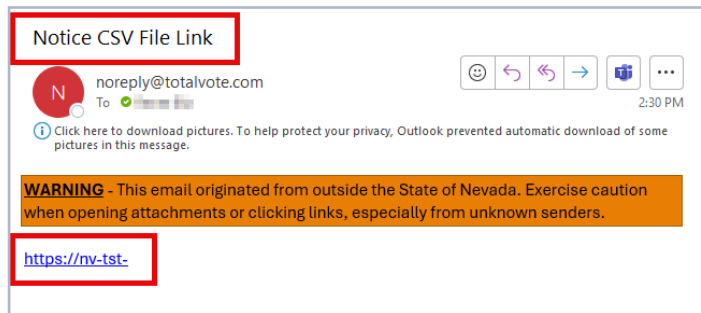 Notice CSV File Link
N
noreply@totalvote.com
To
2:30 PM
Click here to download pictures. To help protect your privacy, Outlook prevented automatic download of some
pictures in this message.
WARNING - This email originated from outside the State of Nevada. Exercise caution
when opening attachments or clicking links, especially from unknown senders.
https://nv-tst-